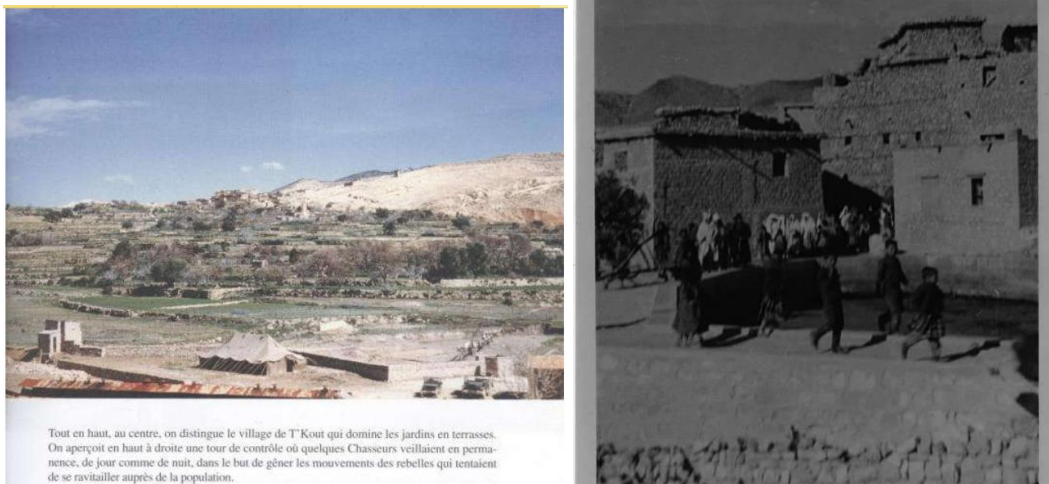 Tout en haut, au centre, on distingue le village de T'Kout qui domine les jardins en terrasses.
On aperçoit en haut à droite une tour de contrôle où quelques Chasseurs veillaient en perma-
nence, de jour comme de nuit, dans le but de gêner les mouvements des rebelles qui tentaient
de se ravitailler auprès de la population.